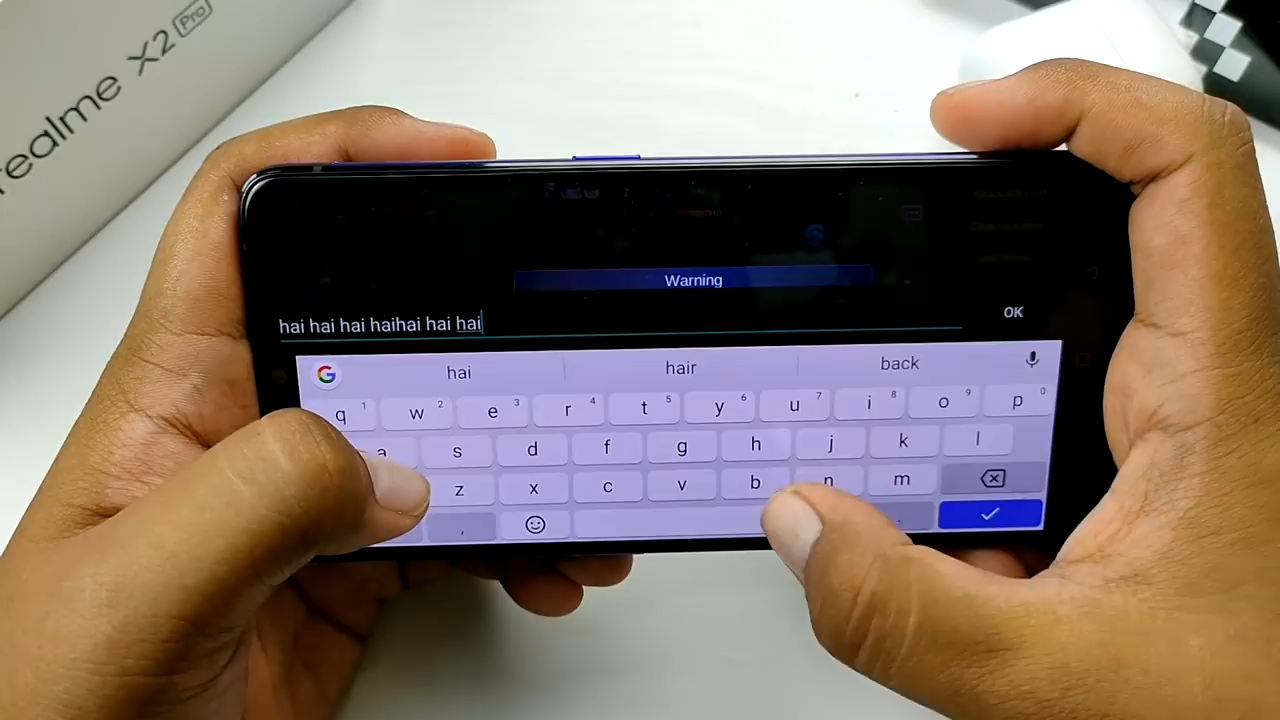 realme X2 Pro
Warning
hai hai hai haihai hai hai
OK
hai hair back
q 1 w 2 e 3 r 4 t 5 y 6 u 7 i 8 o 9 p 0
a s d f g h j k l
z x c v b n m
, .